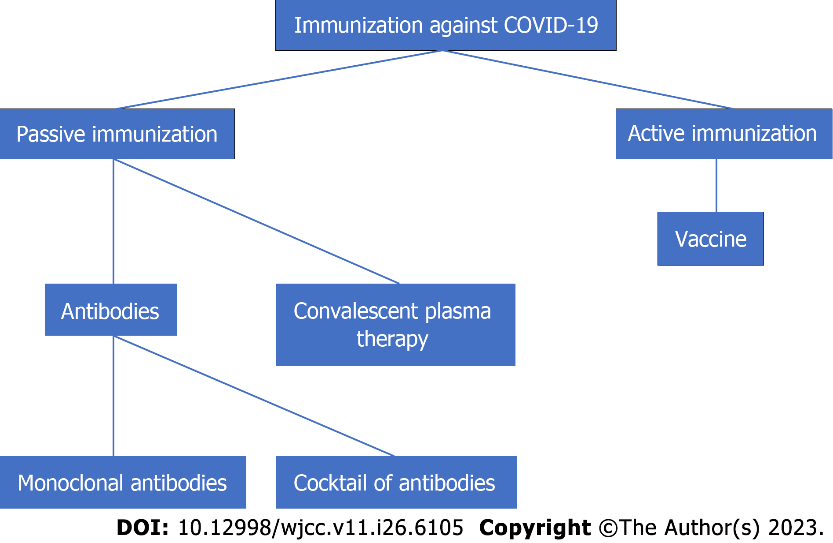 Immunization against COVID-19
Passive immunization
Active immunization
Vaccine
Antibodies
Convalescent plasma
therapy
Monoclonal antibodies
Cocktail of antibodies
DOI: 10.12998/wjcc.v11.i26.6105 Copyright ©The Author(s) 2023.